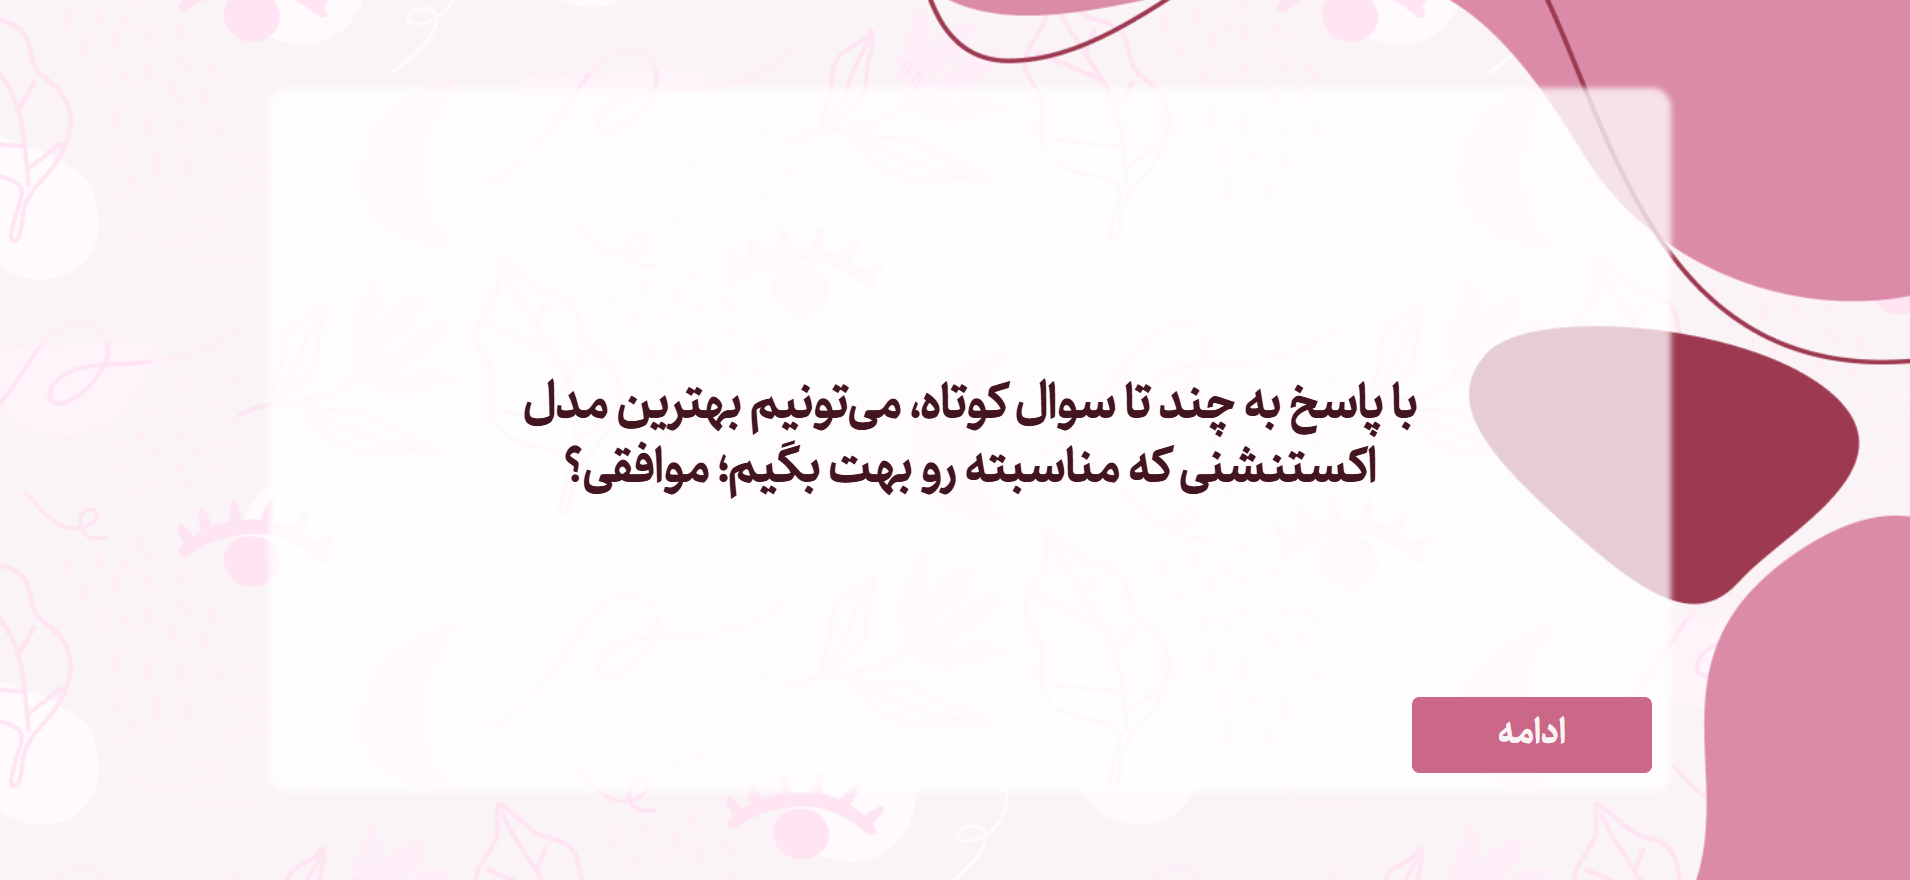 با پاسخ به چند تا سوال کوتاه، می‌تونیم بهترین مدل
اکستنشنی که مناسبته رو بهت بگیم؛ موافقی؟
ادامه